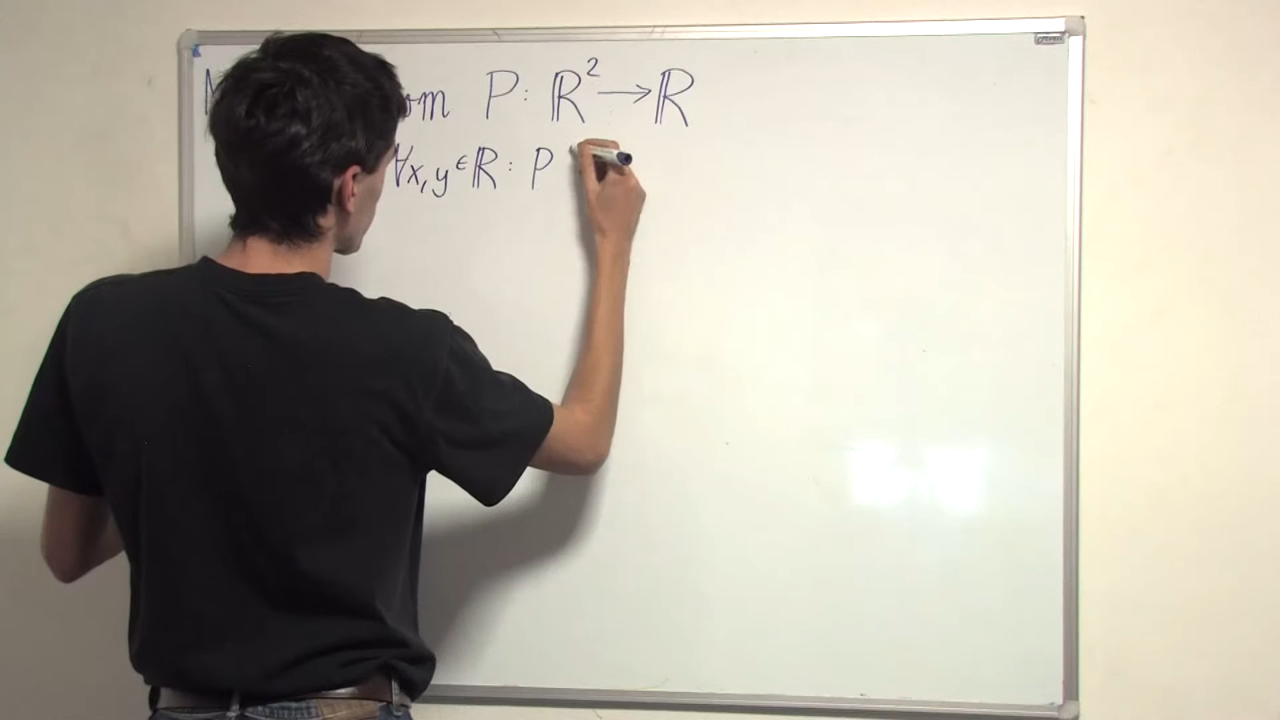 om P: ℝ² → ℝ
∀x, y ∈ ℝ: P